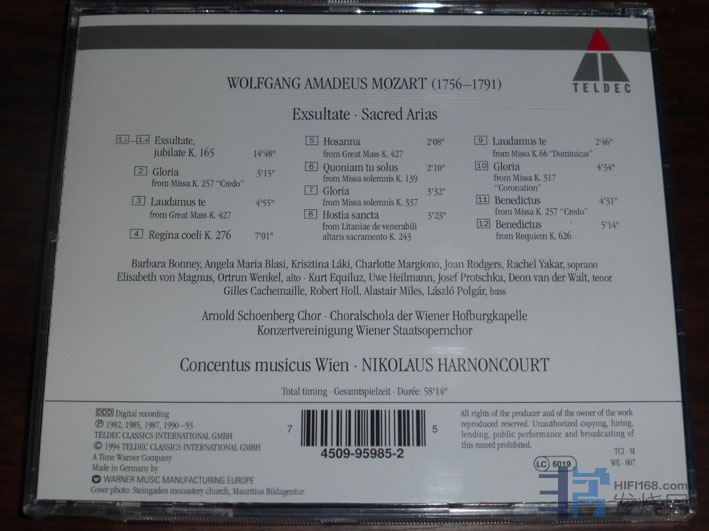 TELDEC
WOLFGANG AMADEUS MOZART (1756–1791)
Exsultate · Sacred Arias
1.1–1.4 Exsultate,
jubilate K. 165 14'48"
2 Gloria 3'15"
from Missa K. 257 "Credo"
3 Laudamus te 4'55"
from Great Mass K. 427
4 Regina coeli K. 276 7'01"
5 Hosanna 2'08"
from Great Mass K. 427
6 Quoniam tu solus 2'10"
from Missa solemnis K. 139
7 Gloria 3'32"
from Missa solemnis K. 337
8 Hostia sancta 3'23"
from Litaniae de venerabili
altaris sacramento K. 243
9 Laudamus te 2'46"
from Missa K. 66 "Dominicus"
10 Gloria 4'34"
from Missa K. 317
"Coronation"
11 Benedictus 4'31"
from Missa K. 257 "Credo"
12 Benedictus 5'14"
from Requiem K. 626
Barbara Bonney, Angela Maria Blasi, Krisztina Láki, Charlotte Margiono, Joan Rodgers, Rachel Yakar, soprano
Elisabeth von Magnus, Ortrun Wenkel, alto · Kurt Equiluz, Uwe Heilmann, Josef Protschka, Deon van der Walt, tenor
Gilles Cachemaille, Robert Holl, Alastair Miles, László Polgár, bass
Arnold Schoenberg Chor · Choralschola der Wiener Hofburgkapelle
Konzertvereinigung Wiener Staatsopernchor
Concentus musicus Wien · NIKOLAUS HARNONCOURT
Total timing · Gesamtspielzeit · Durée: 58'14"
DDD Digital recording
℗ 1982, 1985, 1987, 1990–93
TELDEC CLASSICS INTERNATIONAL GMBH
© 1994 TELDEC CLASSICS INTERNATIONAL GMBH
A Time Warner Company
Made in Germany by
WARNER MUSIC MANUFACTURING EUROPE
Cover photo: Steingaden monastery church, Mauritius Bildagentur
7 4509-95985-2 5
All rights of the producer and of the owner of the work
reproduced reserved. Unauthorized copying, hiring,
lending, public performance and broadcasting of
this record prohibited.
TCI · M
WE · 807
LC 6019
HIFI168.com
发烧网